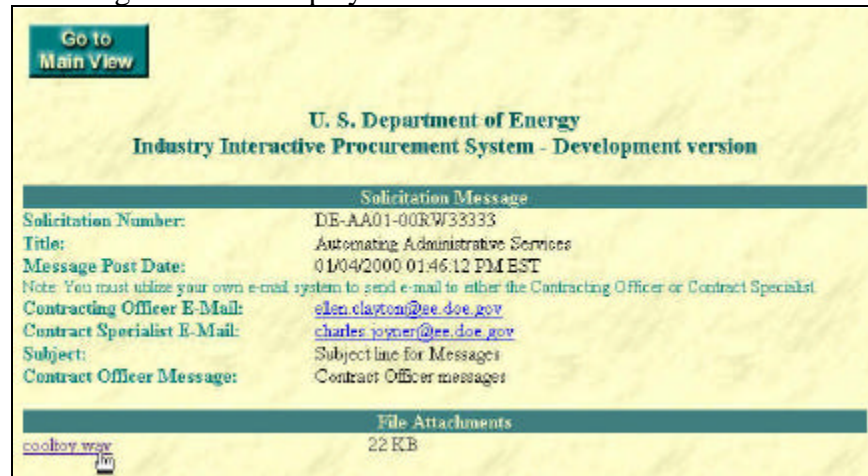 Go to
Main View
U. S. Department of Energy
Industry Interactive Procurement System - Development version
Solicitation Message
Solicitation Number: DE-AA01-00RW33333
Title: Automating Administrative Services
Message Post Date: 01/04/2000 01:46:12 PM EST
Note: You must utilize your own e-mail system to send e-mail to either the Contracting Officer or Contract Specialist
Contracting Officer E-Mail: ellen.clayton@ee.doe.gov
Contract Specialist E-Mail: charles.joyner@ee.doe.gov
Subject: Subject line for Messages
Contract Officer Message: Contract Officer messages
File Attachments
cooltoy.wav 22 KB